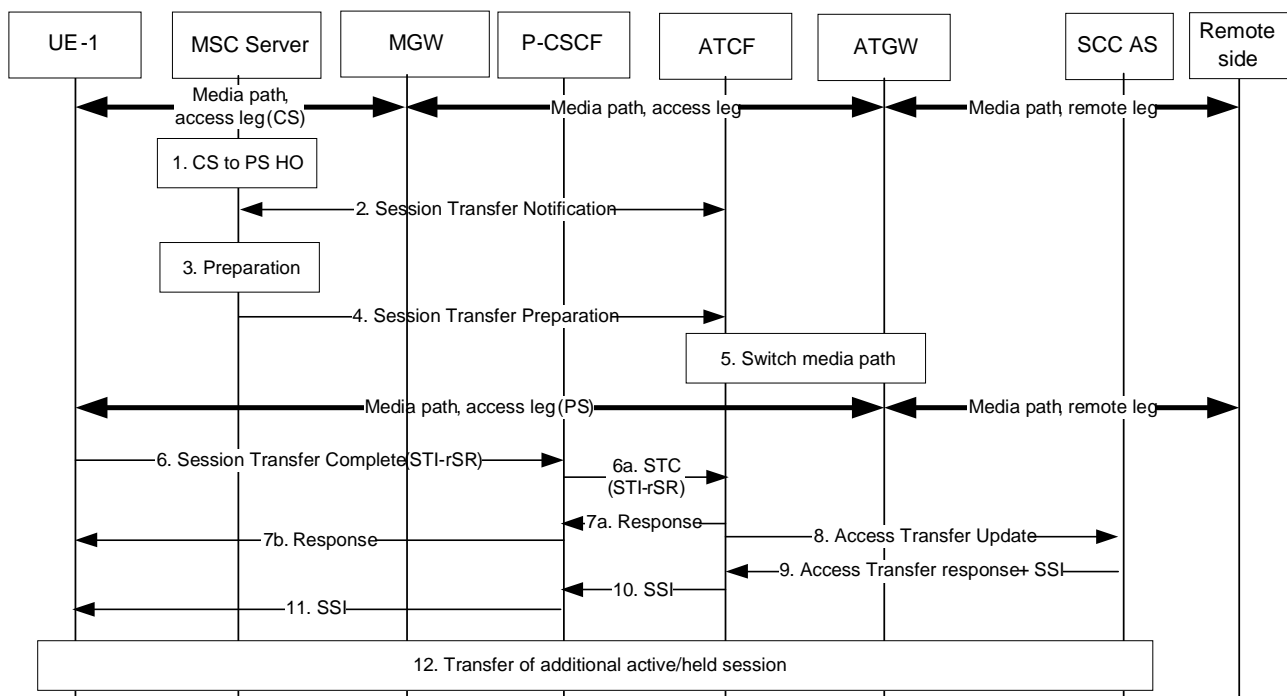 UE-1
MSC Server
MGW
P-CSCF
ATCF
ATGW
SCC AS
Remote
side
Media path,
access leg (CS)
Media path, access leg
Media path, remote leg
1. CS to PS HO
2. Session Transfer Notification
3. Preparation
4. Session Transfer Preparation
5. Switch media path
Media path, access leg (PS)
Media path, remote leg
6. Session Transfer Complete(STI-rSR)
6a. STC
(STI-rSR)
7a. Response
7b. Response
8. Access Transfer Update
9. Access Transfer response+ SSI
10. SSI
11. SSI
12. Transfer of additional active/held session